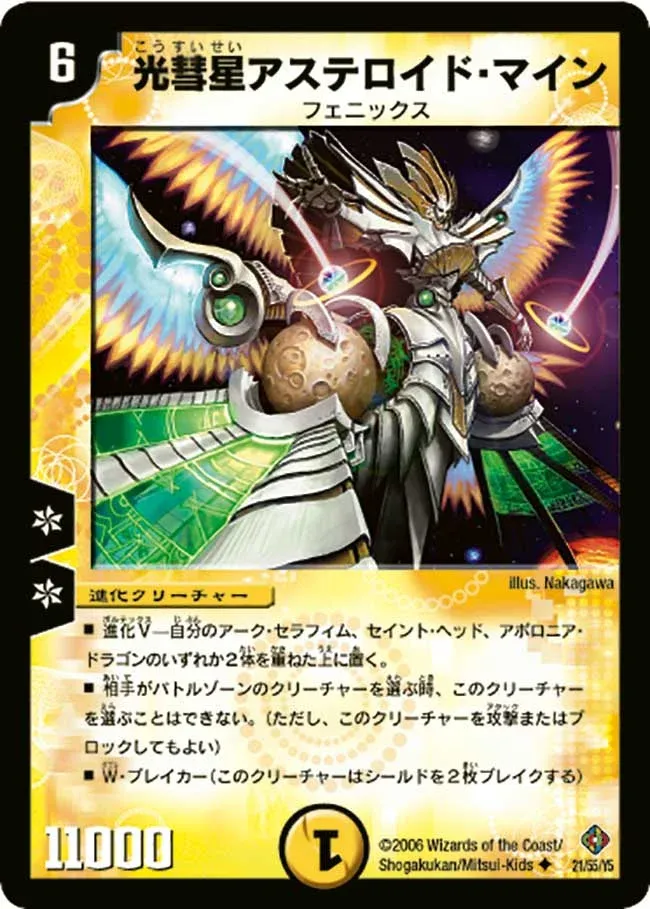 6
こうすいせい
光彗星アステロイド・マイン
フェニックス
illus. Nakagawa
進化クリーチャー
■ 進化V―自分のアーク・セラフィム、セイント・ヘッド、アポロニア・
ドラゴンのいずれか2体を重ねた上に置く。
■ 相手がバトルゾーンのクリーチャーを選ぶ時、このクリーチャー
を選ぶことはできない。(ただし、このクリーチャーを攻撃またはブ
ロックしてもよい)
■ W・ブレイカー(このクリーチャーはシールドを2枚ブレイクする)
11000
1
©2006 Wizards of the Coast/
Shogakukan/Mitsui-Kids
21/55/Y5